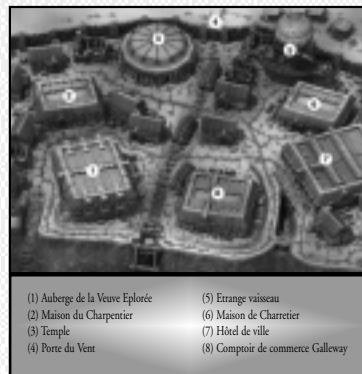 (1) Auberge de la Veuve Eplorée
(2) Maison du Charpentier
(3) Temple
(4) Porte du Vent
(5) Etrange vaisseau
(6) Maison de Charretier
(7) Hôtel de ville
(8) Comptoir de commerce Galleway